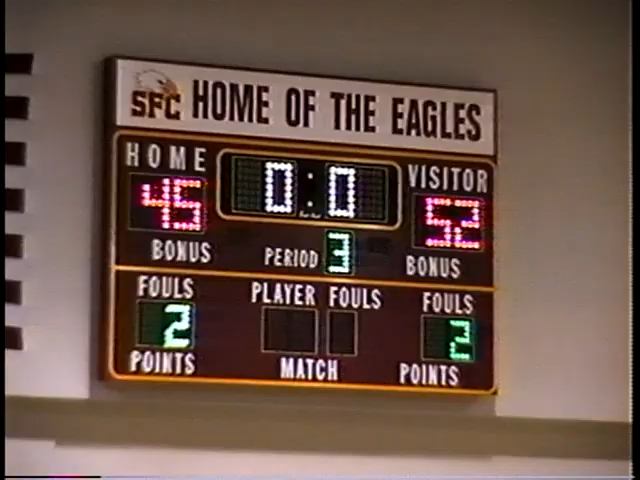 SFC HOME OF THE EAGLES
HOME 0:0 VISITOR
45 52
BONUS PERIOD 3 BONUS
FOULS PLAYER FOULS FOULS
2 2
POINTS MATCH POINTS